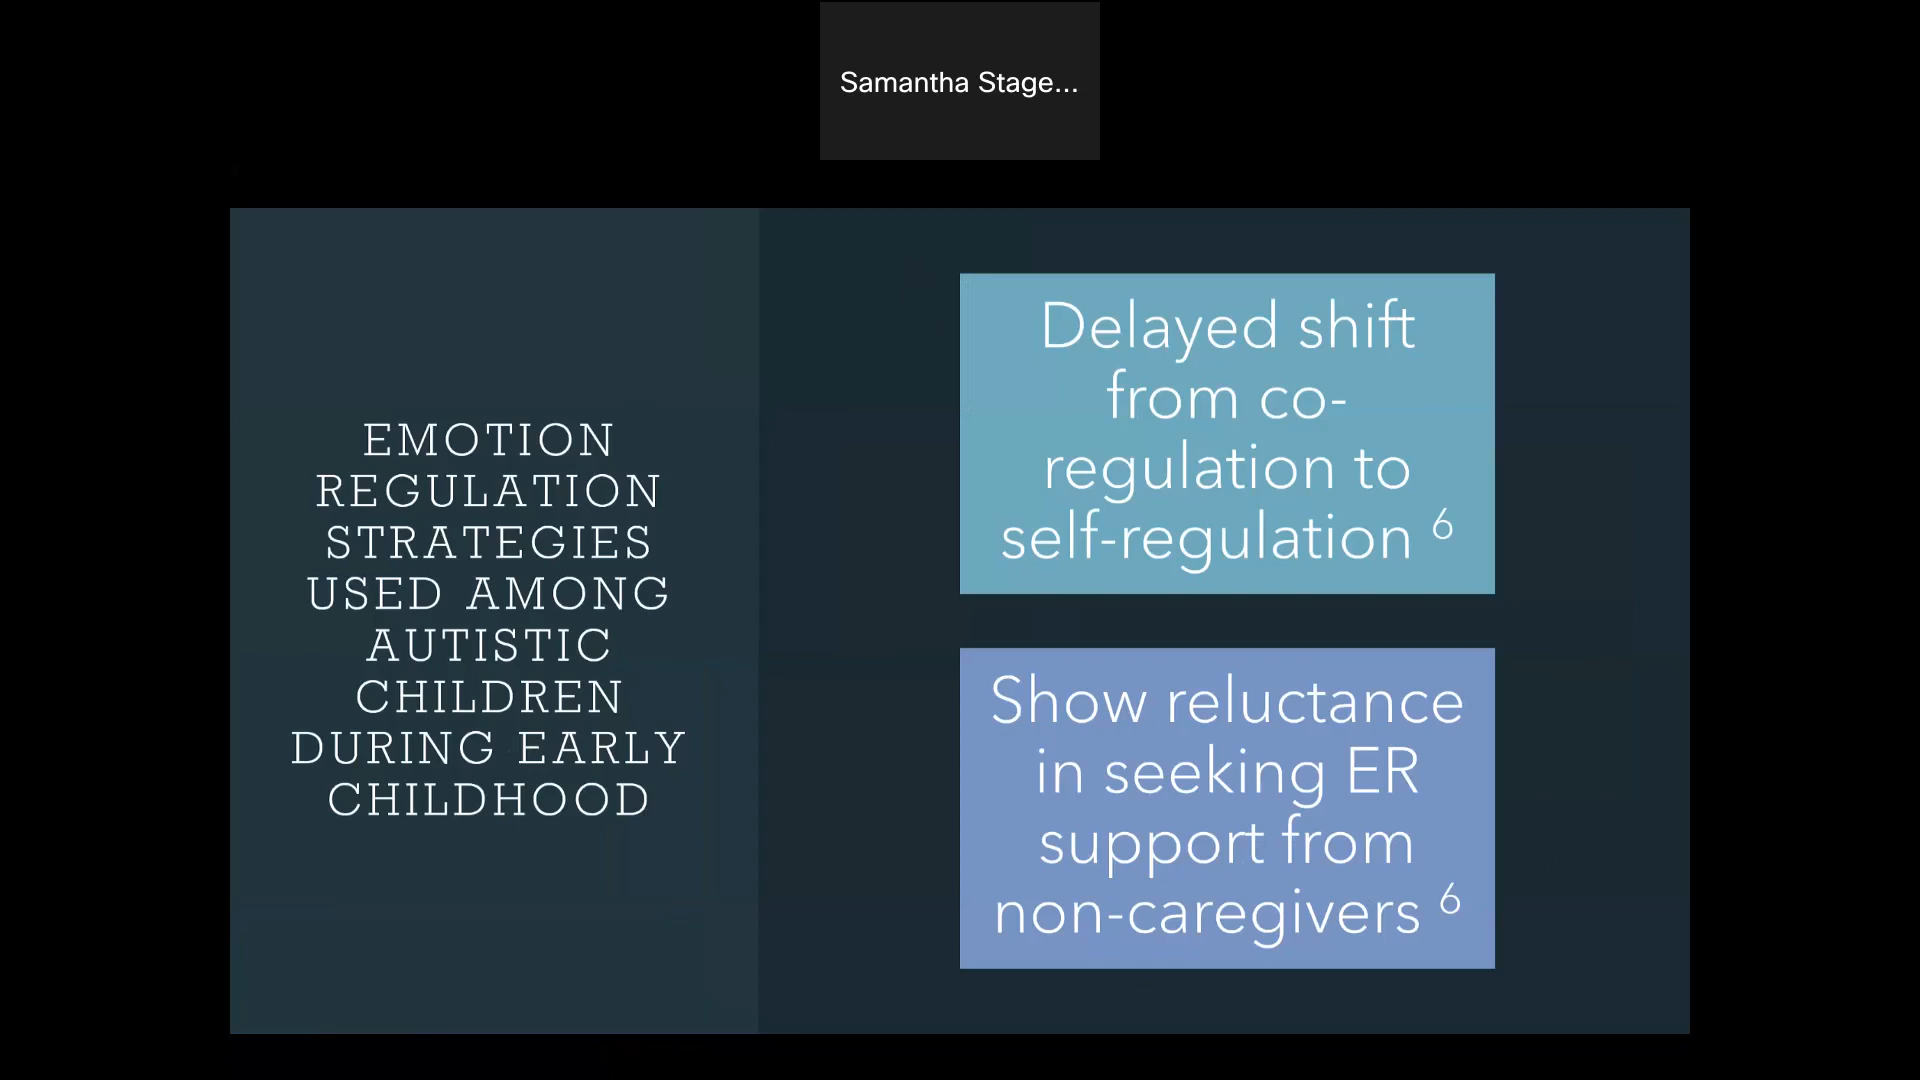 Samantha Stage...
EMOTION
REGULATION
STRATEGIES
USED AMONG
AUTISTIC
CHILDREN
DURING EARLY
CHILDHOOD
Delayed shift
from co-
regulation to
self-regulation 6
Show reluctance
in seeking ER
support from
non-caregivers 6